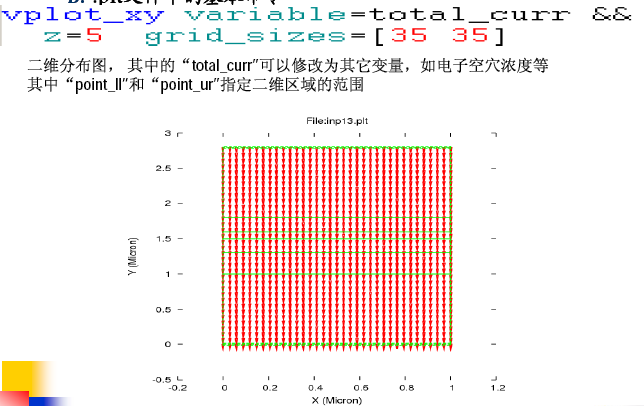 vplot_xy variable=total_curr &&
z=5 grid_sizes=[35 35]
二维分布图， 其中的“total_curr”可以修改为其它变量，如电子空穴浓度等
其中“point_ll”和“point_ur”指定二维区域的范围
File:inp13.plt
3
2.5
2
1.5
1
0.5
0
-0.5
Y (Micron)
-0.2 0 0.2 0.4 0.6 0.8 1 1.2
X (Micron)